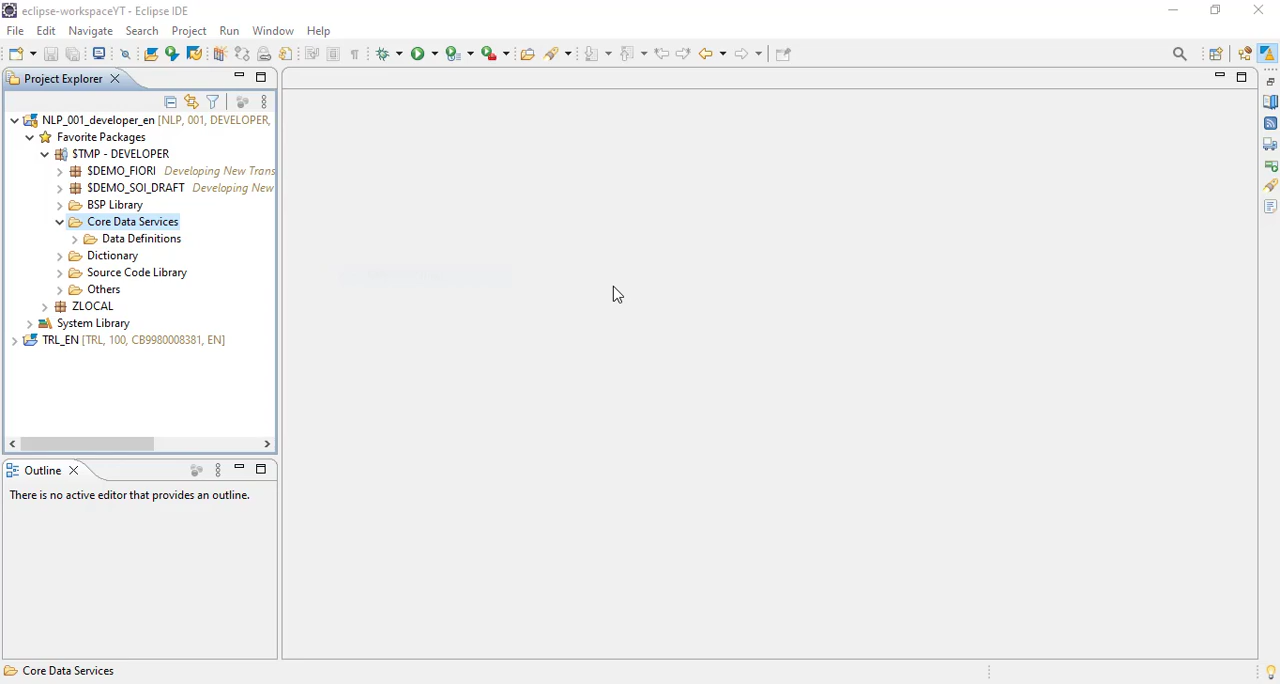 eclipse-workspaceYT - Eclipse IDE
File Edit Navigate Search Project Run Window Help
Project Explorer
NLP_001_developer_en [NLP, 001, DEVELOPER,
Favorite Packages
$TMP - DEVELOPER
$DEMO_FIORI Developing New Trans
$DEMO_SOI_DRAFT Developing New
BSP Library
Core Data Services
Data Definitions
Dictionary
Source Code Library
Others
ZLOCAL
System Library
TRL_EN [TRL, 100, CB9980008381, EN]
Outline
There is no active editor that provides an outline.
Core Data Services